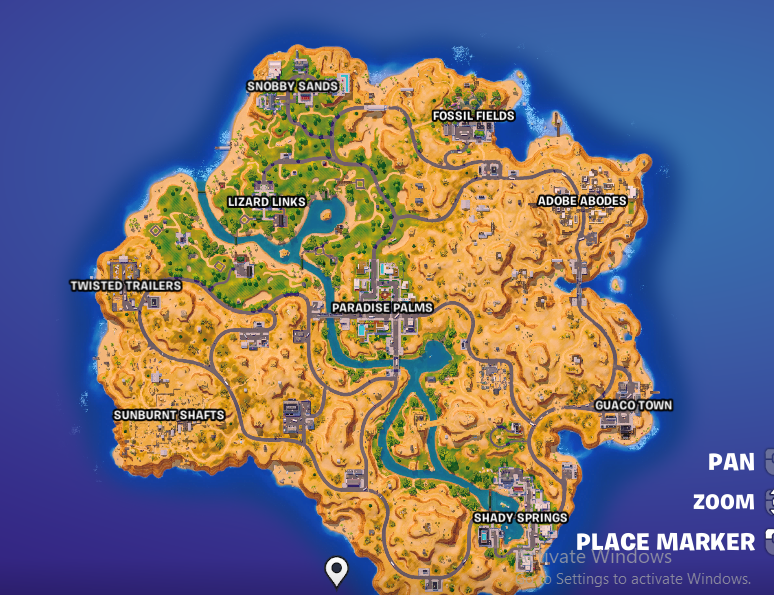 SNOBBY SANDS
FOSSIL FIELDS
LIZARD LINKS
ADOBE ABODES
TWISTED TRAILERS
PARADISE PALMS
SUNBURNT SHAFTS
GUACO TOWN
PAN
ZOOM
SHADY SPRINGS
PLACE MARKER
Activate Windows
to Settings to activate Windows.